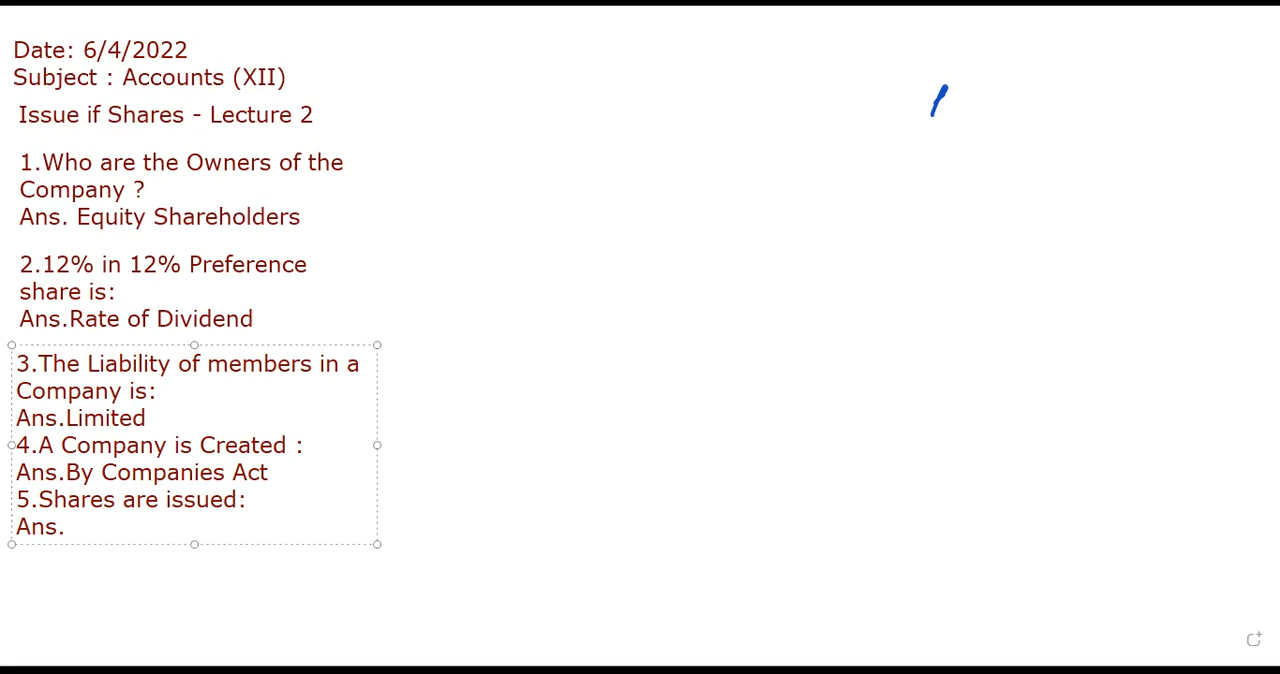 Date: 6/4/2022
Subject : Accounts (XII)
Issue if Shares - Lecture 2
1.Who are the Owners of the
Company ?
Ans. Equity Shareholders
2.12% in 12% Preference
share is:
Ans.Rate of Dividend
3.The Liability of members in a
Company is:
Ans.Limited
4.A Company is Created :
Ans.By Companies Act
5.Shares are issued:
Ans.